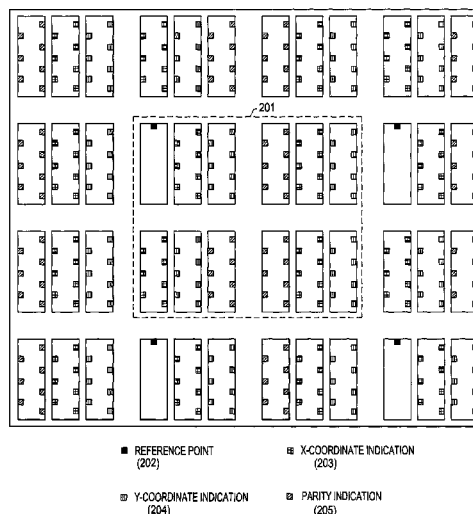 201
REFERENCE POINT
(202)
X-COORDINATE INDICATION
(203)
Y-COORDINATE INDICATION
(204)
PARITY INDICATION
(205)